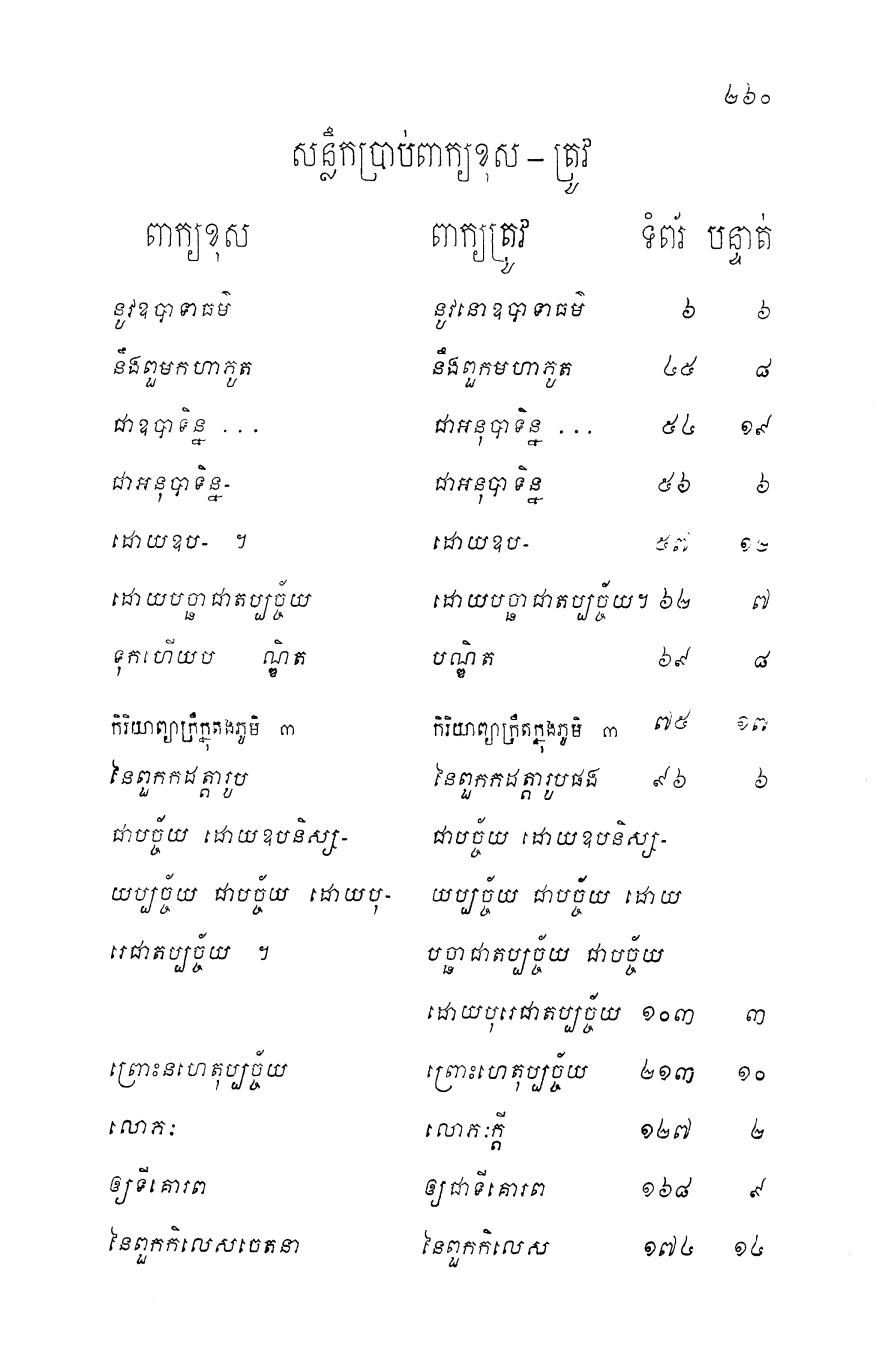 ២៦០
សន្លឹកប្រាប់ពាក្យខុស – ត្រូវ
ពាក្យខុស ពាក្យត្រូវ ទំព័រ បន្ទាត់
នូវឧបាទាធម៌ នូវនោឧបាទាធម៌ ៦ ៦
នឹងពួមកហាភូត នឹងពួកមហាភូត ៤៥ ៨
ជាឧបាទិន្ន ... ជាអនុបាទិន្ន ... ៥៤ ១៩
ជាអនុបាទិន្ន- ជាអនុបាទិន្ន ៥៦ ៦
ដោយឧប- ។ ដោយឧប- ៥៧
ដោយបច្ឆាជាតប្បច្ច័យ ដោយបច្ឆាជាតប្បច្ច័យ។ ៦២ ៧
ទុកហើយប ណ្ឌិត បណ្ឌិត ៦៩ ៨
កិរិយាព្យាក្រឹក្នុតងភូមិ ៣ កិរិយាព្យាក្រឹតក្នុងភូមិ ៣ ៧៥ ១៧
នៃពួកកដត្តារូប នៃពួកកដត្តារូបផង ៩៦ ៦
ជាបច្ច័យ ដោយឧបនិស្ស- ជាបច្ច័យ ដោយឧបនិស្ស-
យប្បច្ច័យ ជាបច្ច័យ ដោយបុ- យប្បច្ច័យ ជាបច្ច័យ ដោយ
រេជាតប្បច្ច័យ ។ បច្ឆាជាតប្បច្ច័យ ជាបច្ច័យ
ដោយបុរេជាតប្បច្ច័យ ១០៣ ៣
ព្រោះនហេតុប្បច្ច័យ ព្រោះហេតុប្បច្ច័យ ២១៣ ១០
លោភៈ លោភៈក្តី ១២៧ ២
ឲ្យទីគោរព ឲ្យជាទីគោរព ១៦៨ ៩
នៃពួកកិលេសចេតនា នៃពួកកិលេស ១៧៤ ១៤